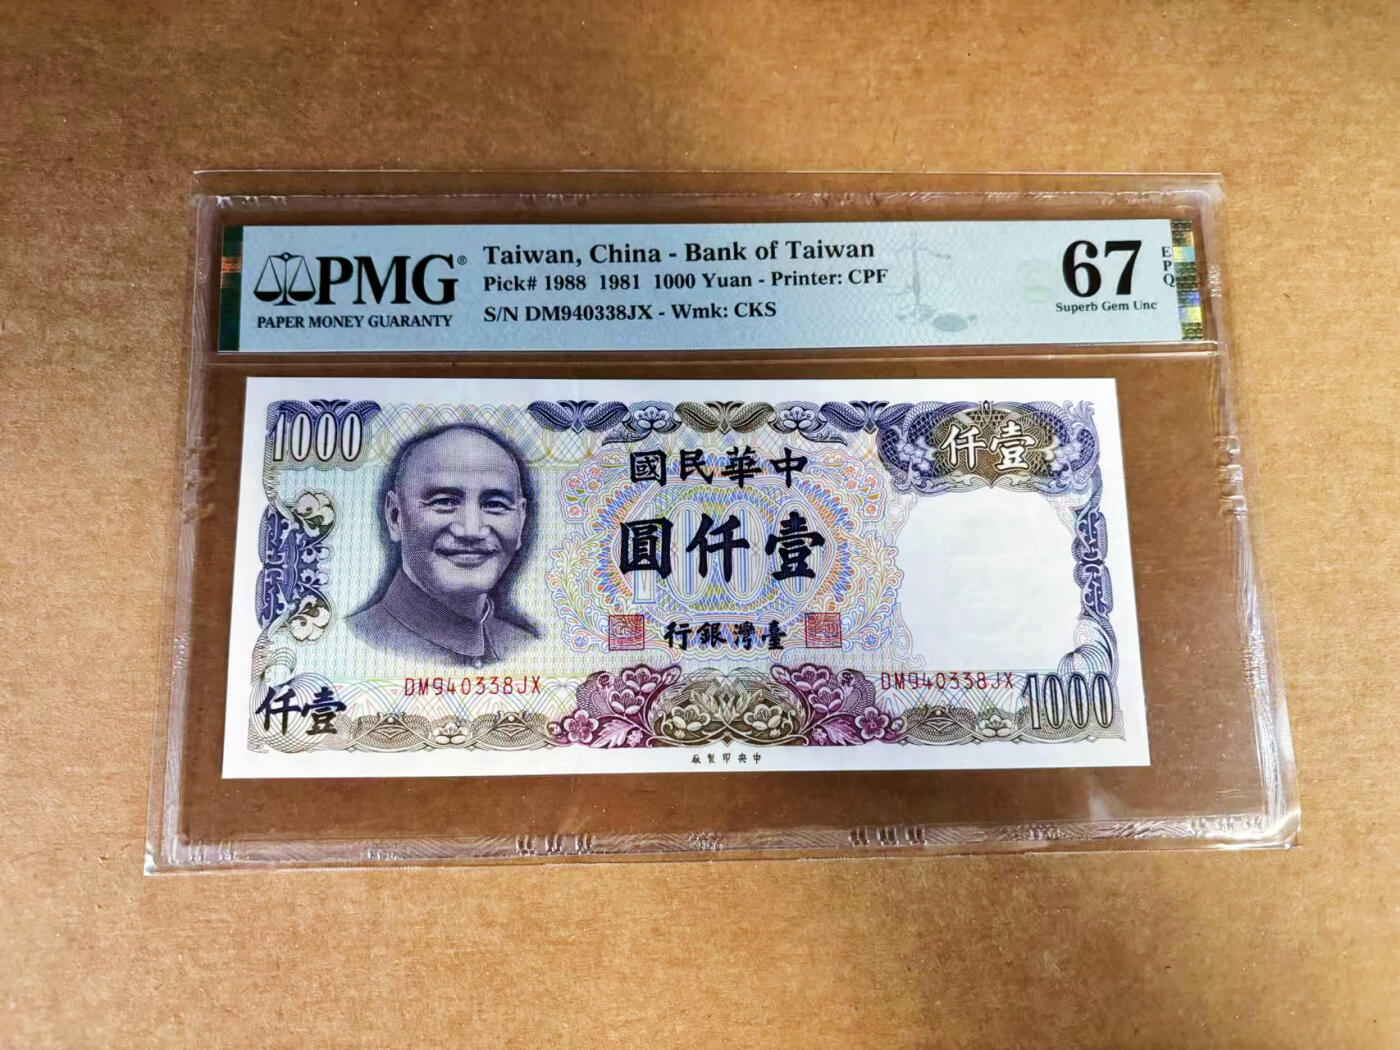 PMG®
PAPER MONEY GUARANTY
Taiwan, China - Bank of Taiwan
Pick# 1988 1981 1000 Yuan - Printer: CPF
S/N DM940338JX - Wmk: CKS
67
EPQ
Superb Gem Unc
1000
仟壹
國民華中
圓仟壹
1000
行銀灣臺
DM940338JX
DM940338JX
仟壹
1000
廠製印央中